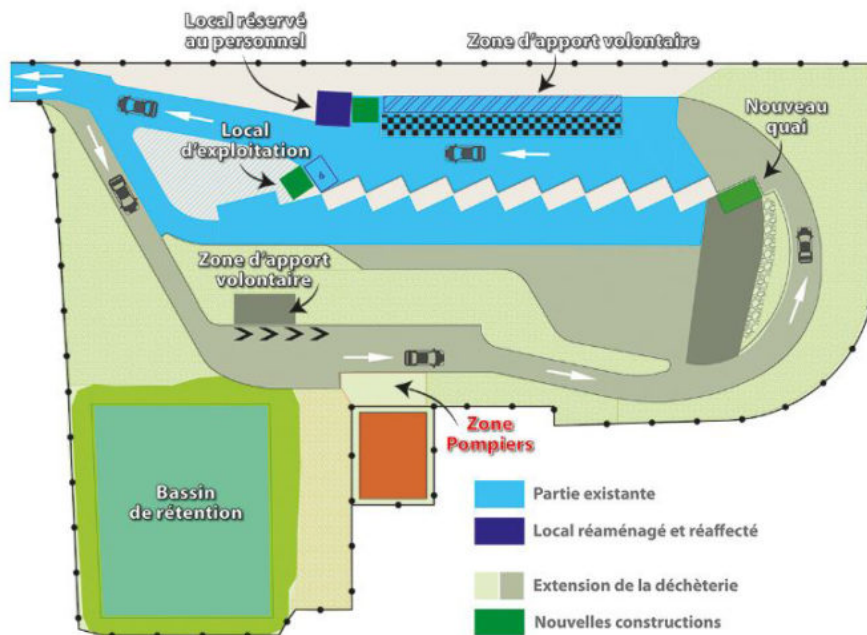 Local réservé
au personnel
Zone d'apport volontaire
Nouveau
quai
Local
d'exploitation
Zone d'apport
volontaire
Zone
Pompiers
Bassin
de rétention
Partie existante
Local réaménagé et réaffecté
Extension de la déchèterie
Nouvelles constructions